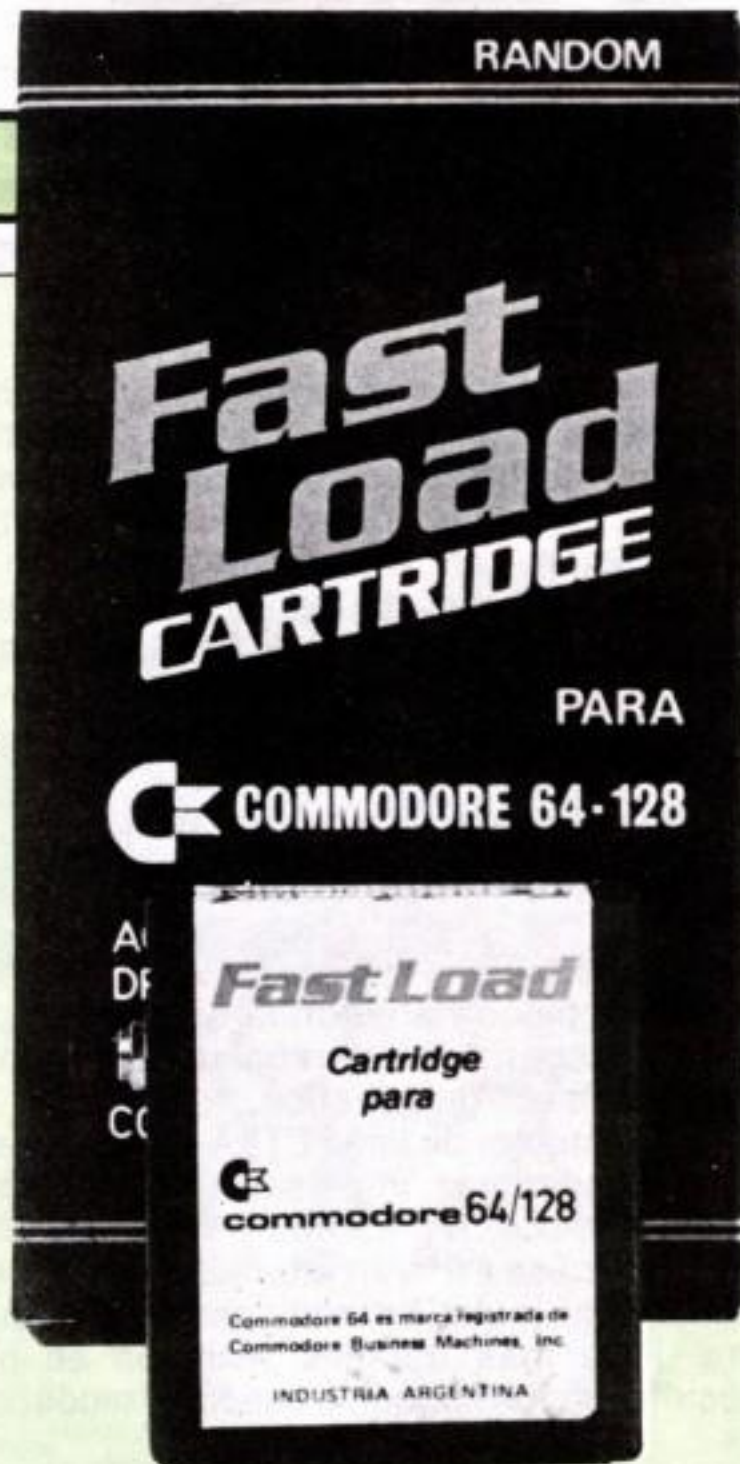 RANDOM
Fast
Load
CARTRIDGE
PARA
COMMODORE 64-128
Fast Load
Cartridge
para
commodore 64/128
Commodore 64 es marca registrada de
Commodore Business Machines, Inc.
INDUSTRIA ARGENTINA